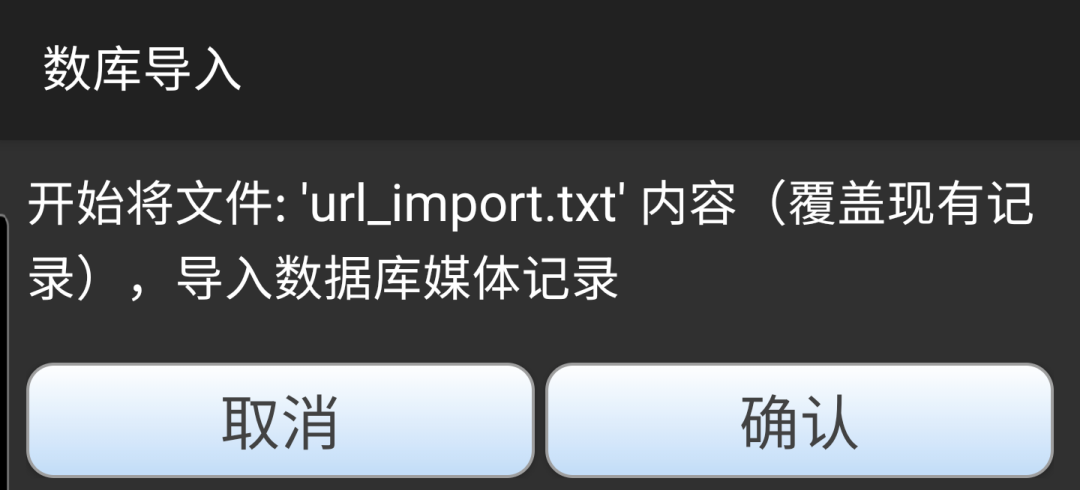 数库导入
开始将文件: 'url_import.txt' 内容（覆盖现有记
录），导入数据库媒体记录
取消
确认